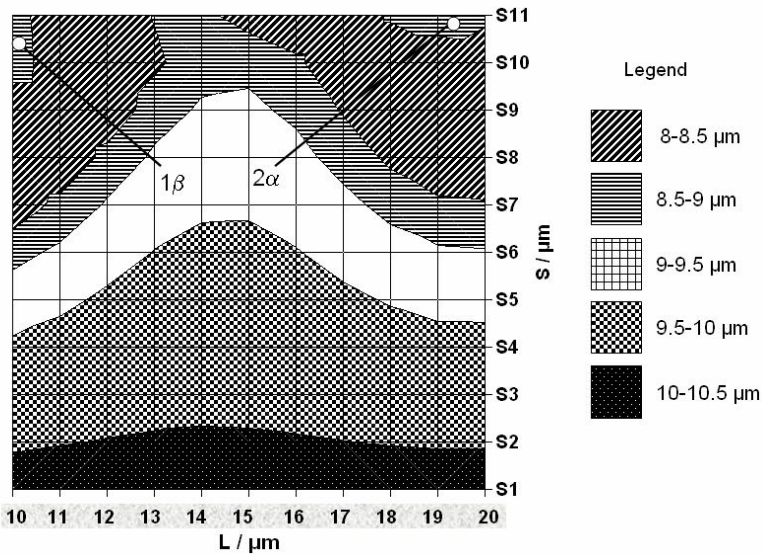 S11
S10
S9
S8
S7
S6
S5
S4
S3
S2
S1
S / µm
1β
2α
10 11 12 13 14 15 16 17 18 19 20
L / µm
Legend
8-8.5 µm
8.5-9 µm
9-9.5 µm
9.5-10 µm
10-10.5 µm